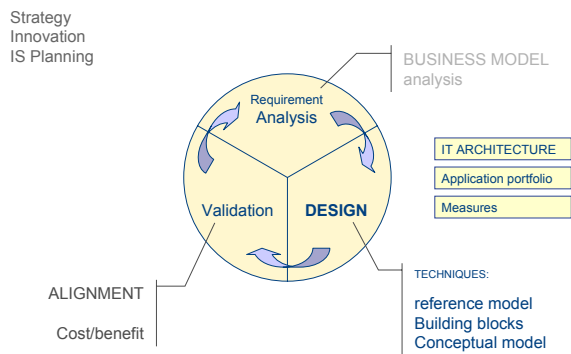 Strategy
Innovation
IS Planning
BUSINESS MODEL
analysis
Requirement
Analysis
IT ARCHITECTURE
Application portfolio
Measures
Validation
DESIGN
TECHNIQUES:
reference model
Building blocks
Conceptual model
ALIGNMENT
Cost/benefit